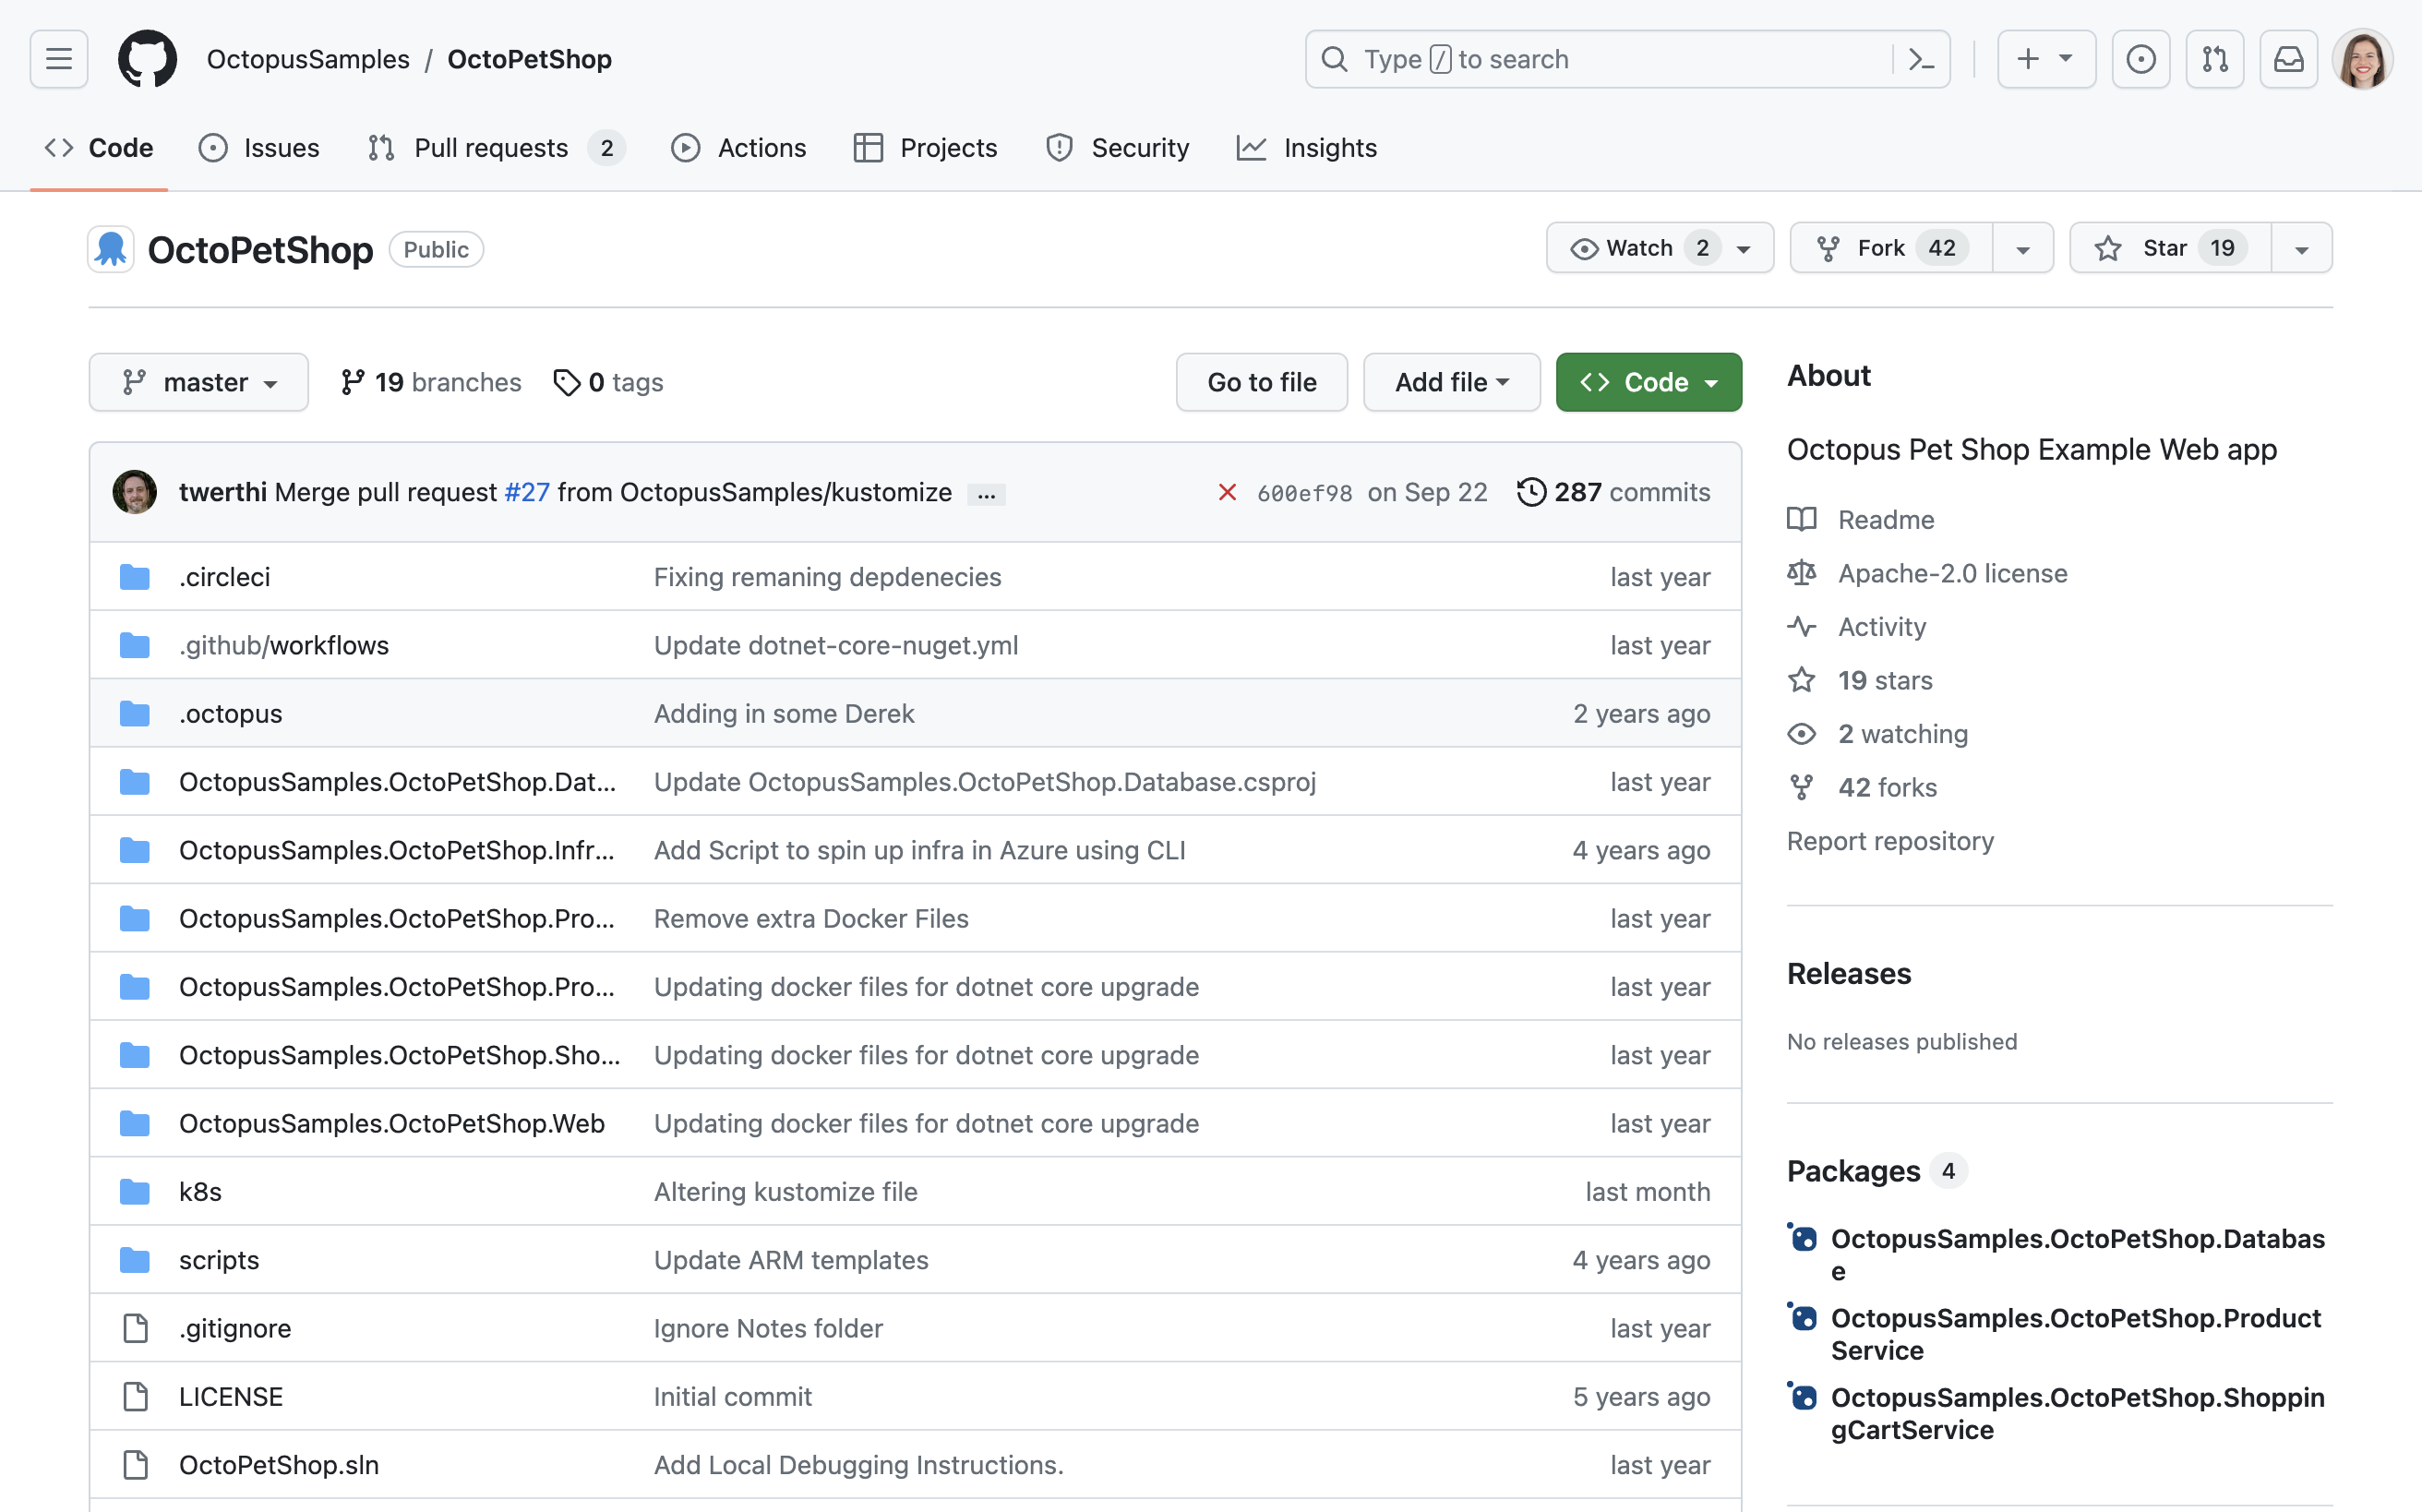 OctopusSamples / OctoPetShop
Type / to search
Code
Issues
Pull requests 2
Actions
Projects
Security
Insights
OctoPetShop Public
Watch 2
Fork 42
Star 19
master
19 branches
0 tags
Go to file
Add file
Code
twerthi Merge pull request #27 from OctopusSamples/kustomize ...
600ef98 on Sep 22
287 commits
.circleci Fixing remaning depdenecies last year
.github/workflows Update dotnet-core-nuget.yml last year
.octopus Adding in some Derek 2 years ago
OctopusSamples.OctoPetShop.Dat... Update OctopusSamples.OctoPetShop.Database.csproj last year
OctopusSamples.OctoPetShop.Infr... Add Script to spin up infra in Azure using CLI 4 years ago
OctopusSamples.OctoPetShop.Pro... Remove extra Docker Files last year
OctopusSamples.OctoPetShop.Pro... Updating docker files for dotnet core upgrade last year
OctopusSamples.OctoPetShop.Sho... Updating docker files for dotnet core upgrade last year
OctopusSamples.OctoPetShop.Web Updating docker files for dotnet core upgrade last year
k8s Altering kustomize file last month
scripts Update ARM templates 4 years ago
.gitignore Ignore Notes folder last year
LICENSE Initial commit 5 years ago
OctoPetShop.sln Add Local Debugging Instructions. last year
About
Octopus Pet Shop Example Web app
Readme
Apache-2.0 license
Activity
19 stars
2 watching
42 forks
Report repository
Releases
No releases published
Packages 4
OctopusSamples.OctoPetShop.Databas
e
OctopusSamples.OctoPetShop.Product
Service
OctopusSamples.OctoPetShop.Shoppin
gCartService